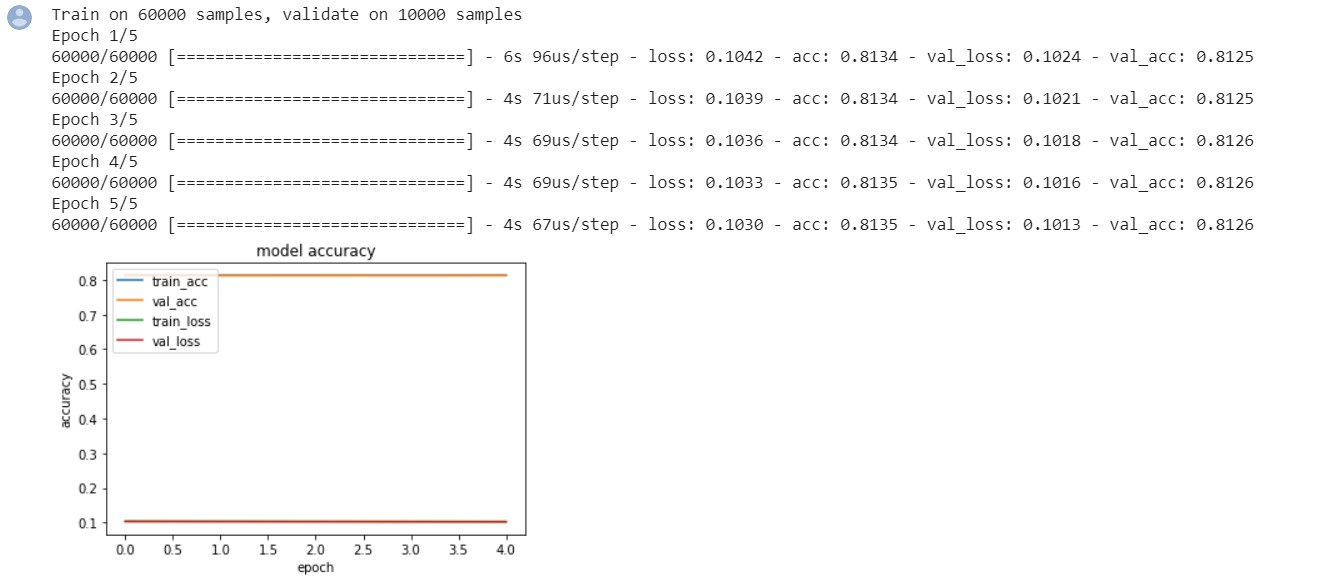 Train on 60000 samples, validate on 10000 samples
Epoch 1/5
60000/60000 [==============================] - 6s 96us/step - loss: 0.1042 - acc: 0.8134 - val_loss: 0.1024 - val_acc: 0.8125
Epoch 2/5
60000/60000 [==============================] - 4s 71us/step - loss: 0.1039 - acc: 0.8134 - val_loss: 0.1021 - val_acc: 0.8125
Epoch 3/5
60000/60000 [==============================] - 4s 69us/step - loss: 0.1036 - acc: 0.8134 - val_loss: 0.1018 - val_acc: 0.8126
Epoch 4/5
60000/60000 [==============================] - 4s 69us/step - loss: 0.1033 - acc: 0.8135 - val_loss: 0.1016 - val_acc: 0.8126
Epoch 5/5
60000/60000 [==============================] - 4s 67us/step - loss: 0.1030 - acc: 0.8135 - val_loss: 0.1013 - val_acc: 0.8126
model accuracy
train_acc
val_acc
train_loss
val_loss
accuracy
0.8
0.7
0.6
0.5
0.4
0.3
0.2
0.1
0.0 0.5 1.0 1.5 2.0 2.5 3.0 3.5 4.0
epoch